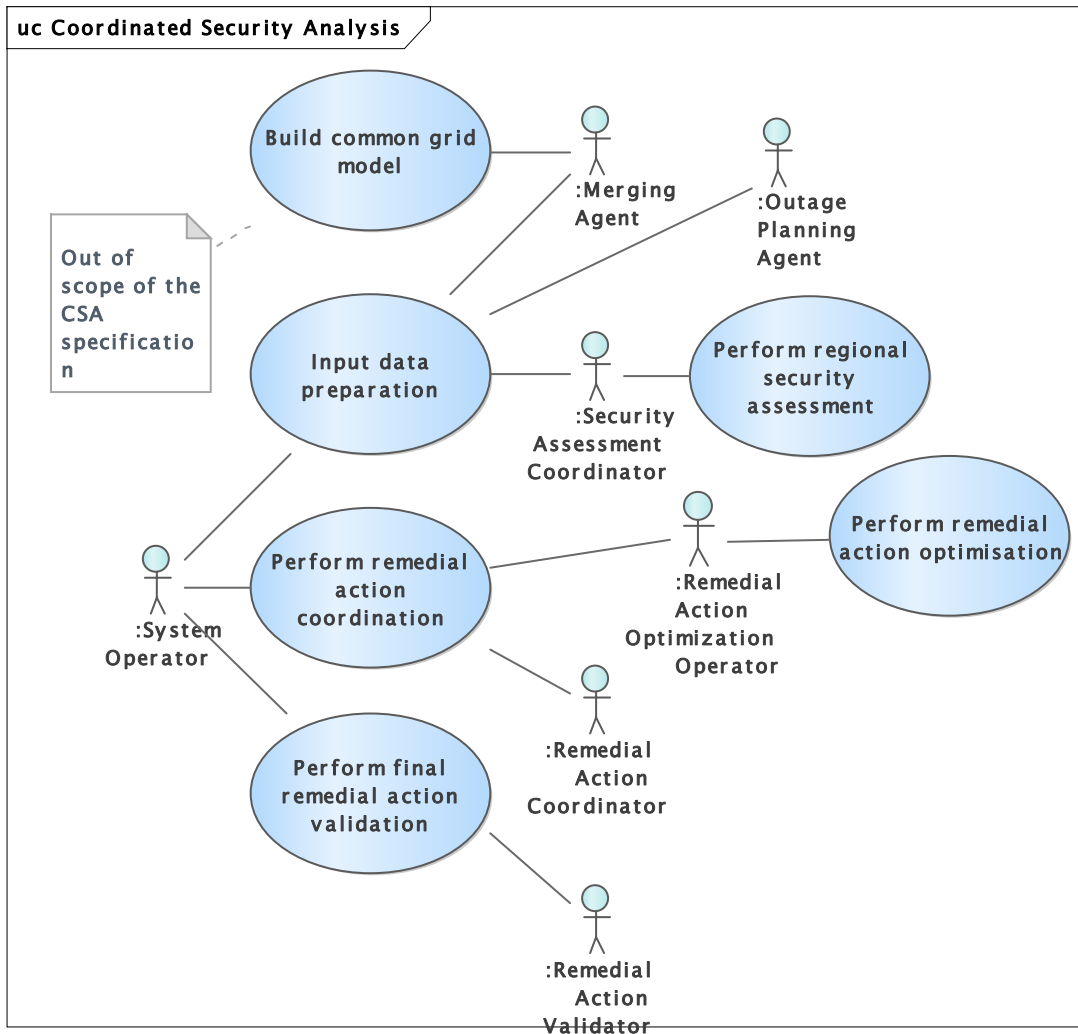 uc Coordinated Security Analysis
Build common grid
model
:Merging
Agent
:Outage
Planning
Agent
Out of
scope of the
CSA
specificatio
n
Input data
preparation
:Security
Assessment
Coordinator
Perform regional
security
assessment
Perform remedial
action optimisation
:Remedial
Action
Optimization
Operator
Perform remedial
action
coordination
:System
Operator
:Remedial
Action
Coordinator
Perform final
remedial action
validation
:Remedial
Action
Validator